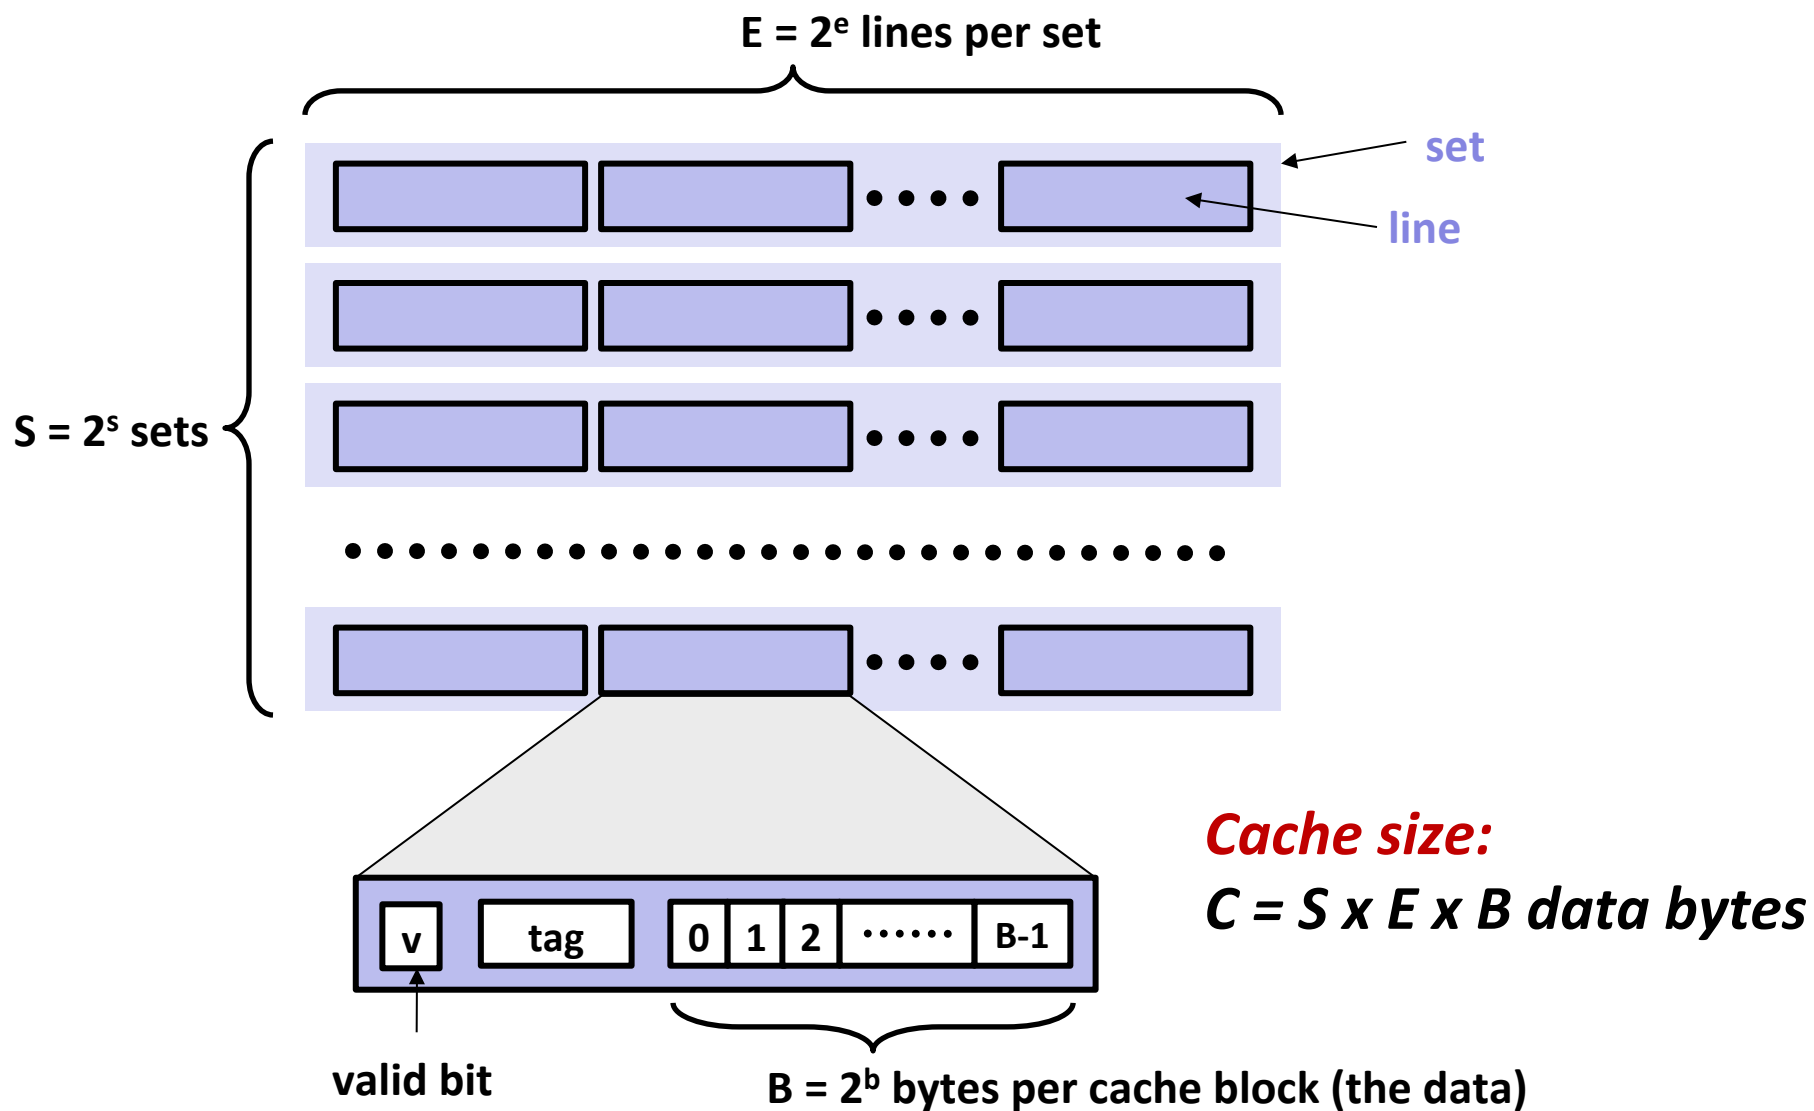 E = 2ᵉ lines per set
set
line
S = 2ˢ sets
Cache size:
C = S x E x B data bytes
v
tag
0 1 2 ...... B-1
valid bit
B = 2ᵇ bytes per cache block (the data)